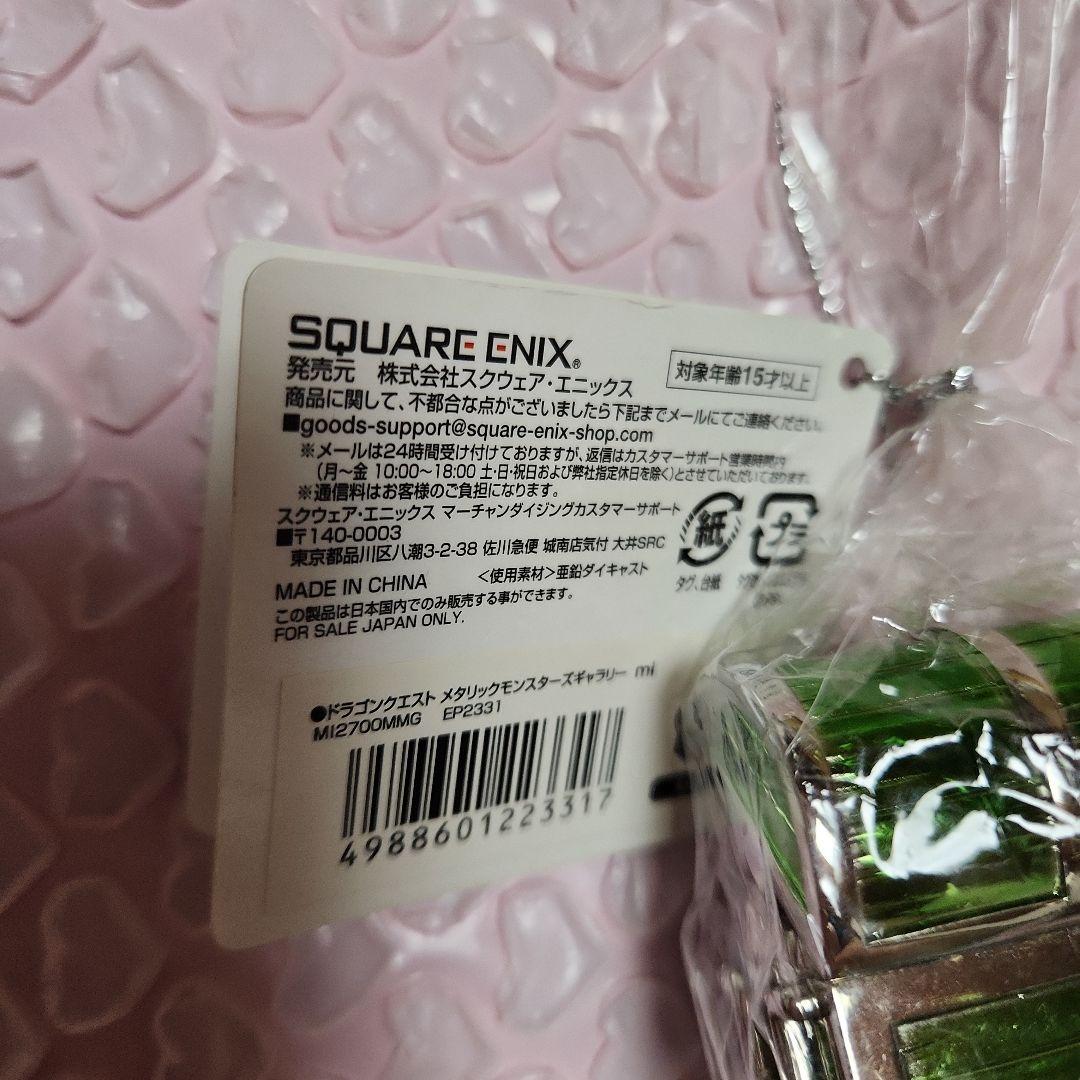 SQUARE ENIX®
発売元 株式会社スクウェア・エニックス
対象年齢15才以上
商品に関して、不都合な点がございましたら下記までメールにてご連絡ください。
■goods-support@square-enix-shop.com
※メールは24時間受け付けておりますが、返信はカスタマーサポート営業時間内
(月〜金 10:00〜18:00 土・日・祝日および弊社指定休日を除く)とさせていただいております。
※通信料はお客様のご負担になります。
スクウェア・エニックス マーチャンダイジングカスタマーサポート
■〒140-0003
東京都品川区八潮3-2-38 佐川急便 城南店気付 大井SRC
紙
プラ
タグ、台紙
MADE IN CHINA <使用素材>亜鉛ダイキャスト
この製品は日本国内でのみ販売する事ができます。
FOR SALE JAPAN ONLY.
●ドラゴンクエスト メタリックモンスターズギャラリー mi
MI2700MMG EP2331
4988601223317